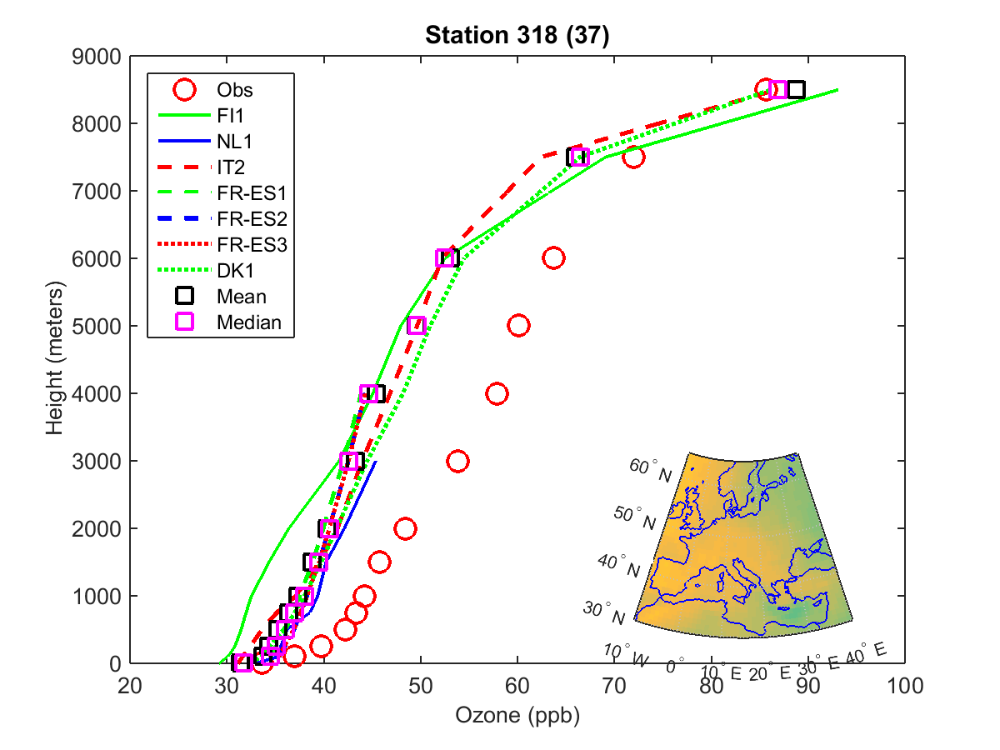 Station 318 (37)
9000
8000
7000
6000
5000
4000
3000
2000
1000
0
Height (meters)
Obs
FI1
NL1
IT2
FR-ES1
FR-ES2
FR-ES3
DK1
Mean
Median
60° N
50° N
40° N
30° N
10° W
0°
10° E
20° E
30° E
40° E
20
30
40
50
60
70
80
90
100
Ozone (ppb)